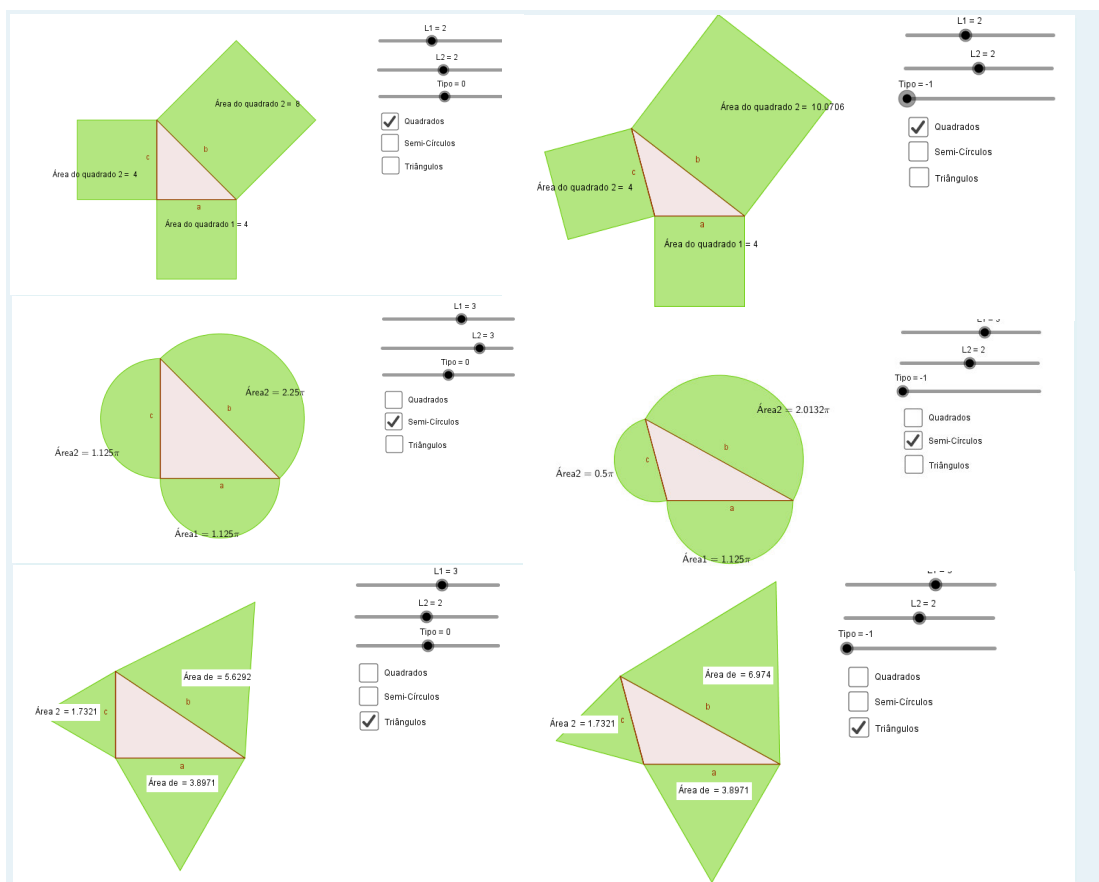 L1 = 2
L2 = 2
Tipo = 0
Quadrados
Semi-Círculos
Triângulos
Área do quadrado 2 = 8
c
b
a
Área do quadrado 2 = 4
Área do quadrado 1 = 4
L1 = 2
L2 = 2
Tipo = -1
Quadrados
Semi-Círculos
Triângulos
Área do quadrado 2 = 10.0706
c
b
a
Área do quadrado 2 = 4
Área do quadrado 1 = 4
L1 = 3
L2 = 3
Tipo = 0
Quadrados
Semi-Círculos
Triângulos
Área2 = 2.25π
c
b
a
Área2 = 1.125π
Área1 = 1.125π
L2 = 2
Tipo = -1
Quadrados
Semi-Círculos
Triângulos
Área2 = 2.0132π
c
b
a
Área2 = 0.5π
Área1 = 1.125π
L1 = 3
L2 = 2
Tipo = 0
Quadrados
Semi-Círculos
Triângulos
Área de = 5.6292
Área 2 = 1.7321
c
b
a
Área de = 3.8971
L2 = 2
Tipo = -1
Quadrados
Semi-Círculos
Triângulos
Área de = 6.974
Área 2 = 1.7321
c
b
a
Área de = 3.8971